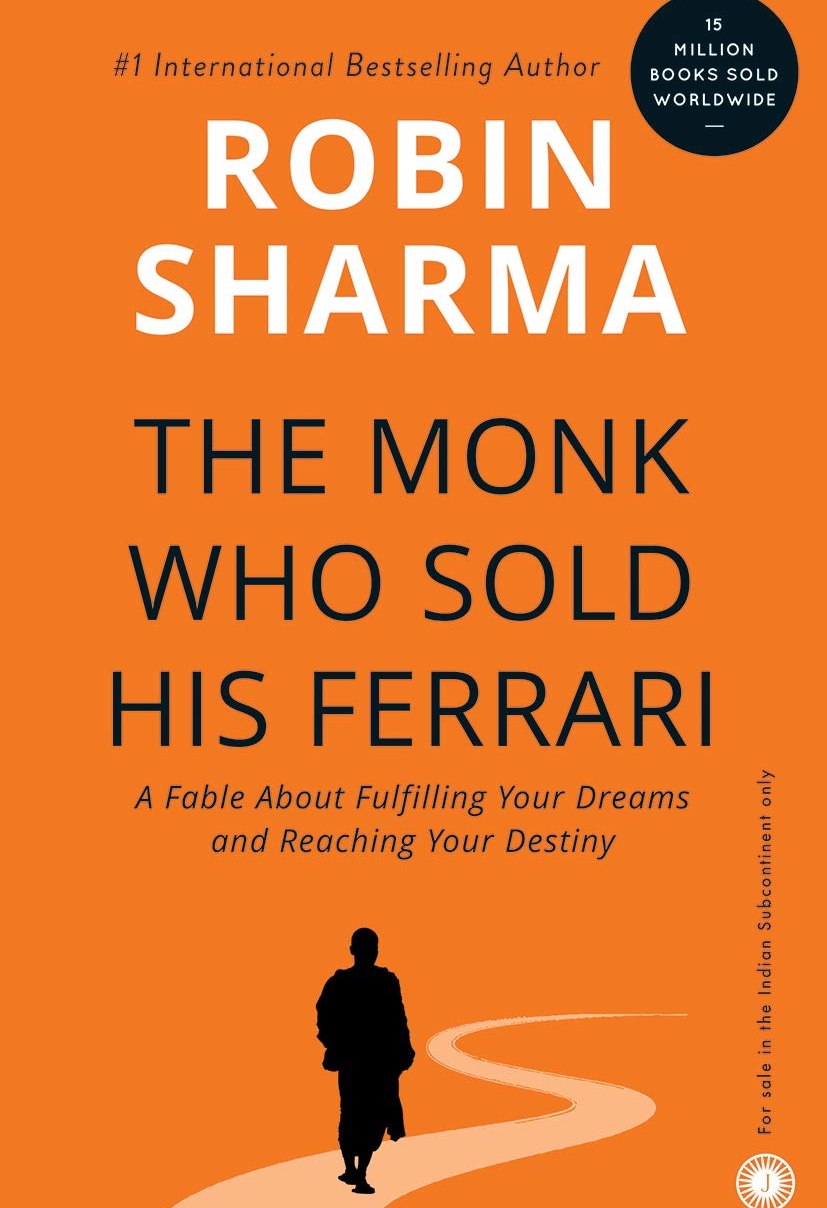 #1 International Bestselling Author
15
MILLION
BOOKS SOLD
WORLDWIDE
ROBIN
SHARMA
THE MONK
WHO SOLD
HIS FERRARI
A Fable About Fulfilling Your Dreams
and Reaching Your Destiny
For sale in the Indian Subcontinent only
J